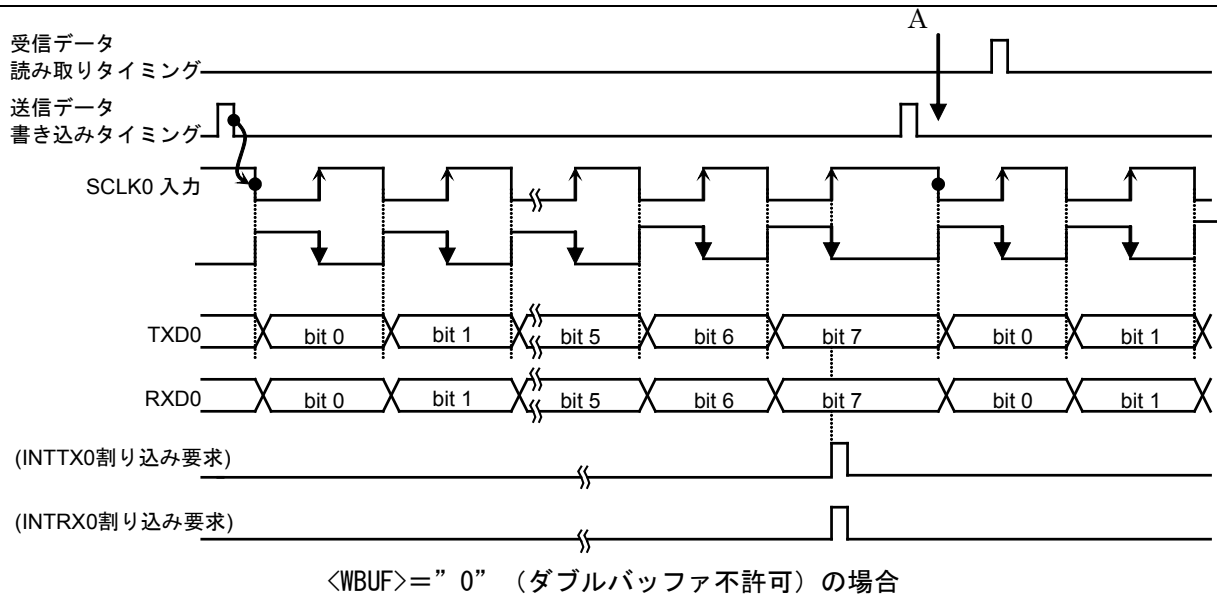 A
受信データ
読み取りタイミング
送信データ
書き込みタイミング
SCLK0 入力
TXD0 bit 0 bit 1 bit 5 bit 6 bit 7 bit 0 bit 1
RXD0 bit 0 bit 1 bit 5 bit 6 bit 7 bit 0 bit 1
(INTTX0割り込み要求)
(INTRX0割り込み要求)
<WBUF>=”0” （ダブルバッファ不許可）の場合